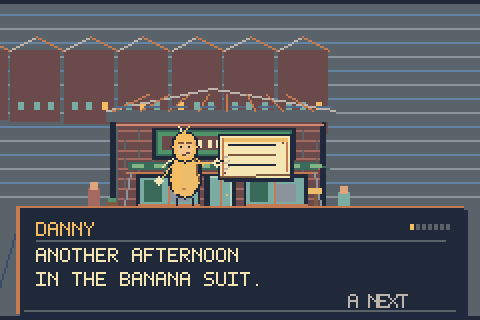 DANNY
ANOTHER AFTERNOON
IN THE BANANA SUIT.
A NEXT